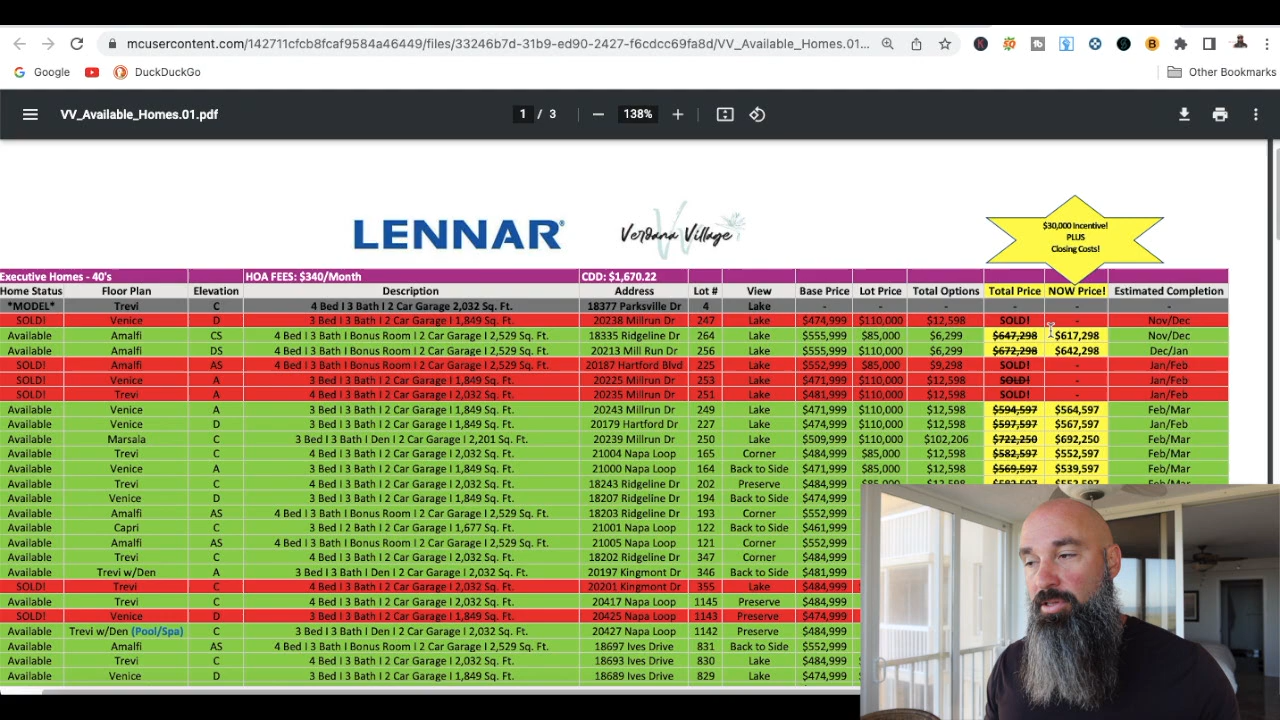 mcusercontent.com/142711cfcb8fcaf9584a46449/files/33246b7d-31b9-ed90-2427-f6cdcc69fa8d/VV_Available_Homes.01...
Google DuckDuckGo Other Bookmarks
VV_Available_Homes.01.pdf 1 / 3 138%
LENNAR Verdana Village
$30,000 Incentive!
PLUS
Closing Costs!
Executive Homes - 40's HOA FEES: $340/Month CDD: $1,670.22
Home Status Floor Plan Elevation Description Address Lot # View Base Price Lot Price Total Options Total Price NOW Price! Estimated Completion
*MODEL* Trevi C 4 Bed I 3 Bath I 2 Car Garage 2,032 Sq. Ft. 18377 Parksville Dr 4 Lake - - - - - -
SOLD! Venice D 3 Bed I 3 Bath I 2 Car Garage I 1,849 Sq. Ft. 20238 Millrun Dr 247 Lake $474,999 $110,000 $12,598 SOLD! - Nov/Dec
Available Amalfi CS 4 Bed I 3 Bath I Bonus Room I 2 Car Garage I 2,529 Sq. Ft. 18335 Ridgeline Dr 264 Lake $555,999 $85,000 $6,299 $647,298 $617,298 Nov/Dec
Available Amalfi DS 4 Bed I 3 Bath I Bonus Room I 2 Car Garage I 2,529 Sq. Ft. 20213 Mill Run Dr 256 Lake $555,999 $110,000 $6,299 $672,298 $642,298 Dec/Jan
SOLD! Amalfi AS 4 Bed I 3 Bath I Bonus Room I 2 Car Garage I 2,529 Sq. Ft. 20187 Hartford Blvd 225 Lake $552,999 $85,000 $9,298 SOLD! - Jan/Feb
SOLD! Venice A 3 Bed I 3 Bath I 2 Car Garage I 1,849 Sq. Ft. 20225 Millrun Dr 253 Lake $471,999 $110,000 $12,598 SOLD! - Jan/Feb
SOLD! Trevi A 4 Bed I 3 Bath I 2 Car Garage I 2,032 Sq. Ft. 20235 Millrun Dr 251 Lake $481,999 $110,000 $12,598 SOLD! - Jan/Feb
Available Venice A 3 Bed I 3 Bath I 2 Car Garage I 1,849 Sq. Ft. 20243 Millrun Dr 249 Lake $471,999 $110,000 $12,598 $594,597 $564,597 Feb/Mar
Available Venice D 3 Bed I 3 Bath I 2 Car Garage I 1,849 Sq. Ft. 20179 Hartford Dr 227 Lake $474,999 $110,000 $12,598 $597,597 $567,597 Jan/Feb
Available Marsala C 3 Bed I 3 Bath I Den I 2 Car Garage I 2,201 Sq. Ft. 20239 Millrun Dr 250 Lake $509,999 $110,000 $102,206 $722,250 $692,250 Feb/Mar
Available Trevi C 4 Bed I 3 Bath I 2 Car Garage I 2,032 Sq. Ft. 21004 Napa Loop 165 Corner $484,999 $85,000 $12,598 $582,597 $552,597 Feb/Mar
Available Venice A 3 Bed I 3 Bath I 2 Car Garage I 1,849 Sq. Ft. 21000 Napa Loop 164 Back to Side $471,999 $85,000 $12,598 $569,597 $539,597 Feb/Mar
Available Trevi C 4 Bed I 3 Bath I 2 Car Garage I 2,032 Sq. Ft. 18243 Ridgeline Dr 202 Preserve $484,999
Available Venice D 3 Bed I 3 Bath I 2 Car Garage I 1,849 Sq. Ft. 18207 Ridgeline Dr 194 Back to Side $474,999
Available Amalfi AS 4 Bed I 3 Bath I Bonus Room I 2 Car Garage I 2,529 Sq. Ft. 18203 Ridgeline Dr 193 Corner $552,999
Available Capri C 3 Bed I 2 Bath I 2 Car Garage I 1,677 Sq. Ft. 21001 Napa Loop 122 Back to Side $461,999
Available Amalfi AS 4 Bed I 3 Bath I Bonus Room I 2 Car Garage I 2,529 Sq. Ft. 21005 Napa Loop 121 Corner $552,999
Available Trevi C 4 Bed I 3 Bath I 2 Car Garage I 2,032 Sq. Ft. 18202 Ridgeline Dr 347 Corner $484,999
Available Trevi w/Den A 3 Bed I 3 Bath I Den I 2 Car Garage I 2,032 Sq. Ft. 20197 Kingmont Dr 346 Back to Side $481,999
SOLD! Trevi C 4 Bed I 3 Bath I 2 Car Garage I 2,032 Sq. Ft. 20201 Kingmont Dr 355 Lake $484,999
Available Trevi C 4 Bed I 3 Bath I 2 Car Garage I 2,032 Sq. Ft. 20417 Napa Loop 1145 Preserve $484,999
SOLD! Venice D 3 Bed I 3 Bath I 2 Car Garage I 1,849 Sq. Ft. 20425 Napa Loop 1143 Preserve $474,999
Available Trevi w/Den (Pool/Spa) C 3 Bed I 3 Bath I Den I 2 Car Garage I 2,032 Sq. Ft. 20427 Napa Loop 1142 Preserve $484,999
Available Amalfi AS 4 Bed I 3 Bath I Bonus Room I 2 Car Garage I 2,529 Sq. Ft. 18697 Ives Drive 831 Back to Side $552,999
Available Trevi C 4 Bed I 3 Bath I 2 Car Garage I 2,032 Sq. Ft. 18693 Ives Drive 830 Lake $484,999
Available Venice D 3 Bed I 3 Bath I 2 Car Garage I 1,849 Sq. Ft. 18689 Ives Drive 829 Lake $474,999